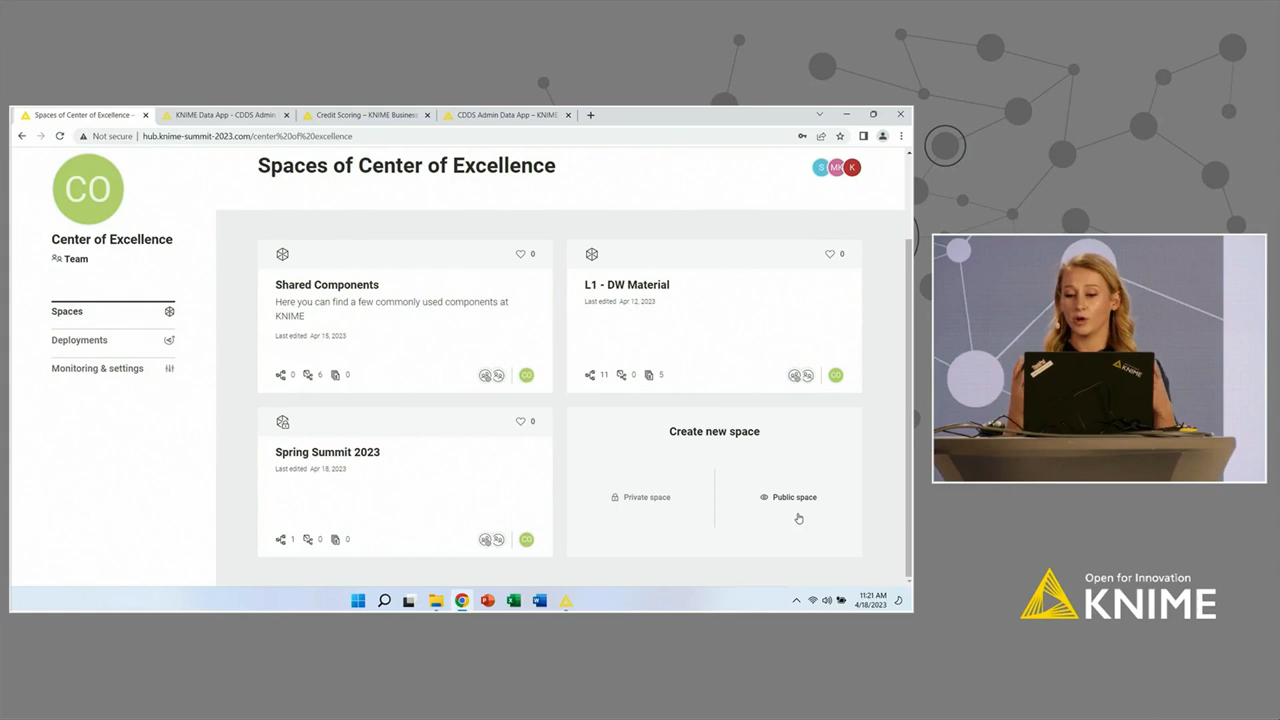 Spaces of Center of Excellence -
KNIME Data App - CDDS Admin
Credit Scoring – KNIME Business
CDDS Admin Data App – KNIME
Not secure
hub.knime-summit-2023.com/center%20of%20excellence
CO
Center of Excellence
Team
Spaces
Deployments
Monitoring & settings
Spaces of Center of Excellence
S MK K
0
Shared Components
Here you can find a few commonly used components at
KNIME
Last edited Apr 15, 2023
0 6 0
CO
0
L1 - DW Material
Last edited Apr 12, 2023
11 0 5
CO
0
Spring Summit 2023
Last edited Apr 18, 2023
1 0 0
CO
Create new space
Private space
Public space
11:21 AM
4/18/2023
KNIME
Open for Innovation
KNIME